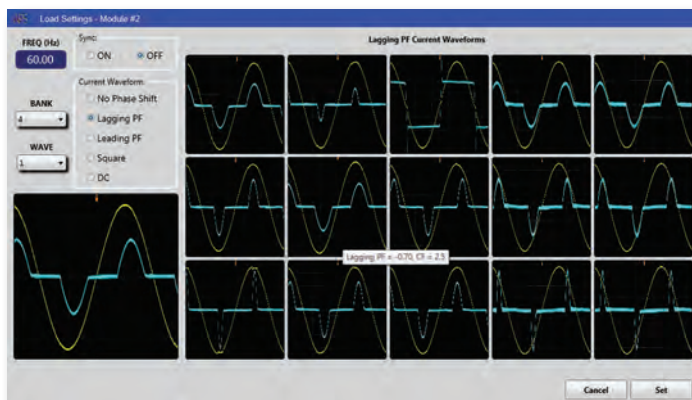 Load Settings - Module #2
FREQ (Hz)
60.00
Sync:
ON
OFF
Lagging PF Current Waveforms
Current Waveform:
No Phase Shift
Lagging PF
Leading PF
Square
DC
BANK
4
WAVE
1
Lagging PF = -0.70, CF = 2.5
Cancel
Set